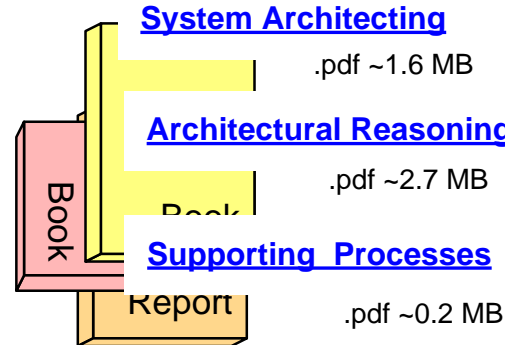 System Architecting
.pdf ~1.6 MB
Architectural Reasoning
.pdf ~2.7 MB
Book
Book
Supporting Processes
Report
.pdf ~0.2 MB